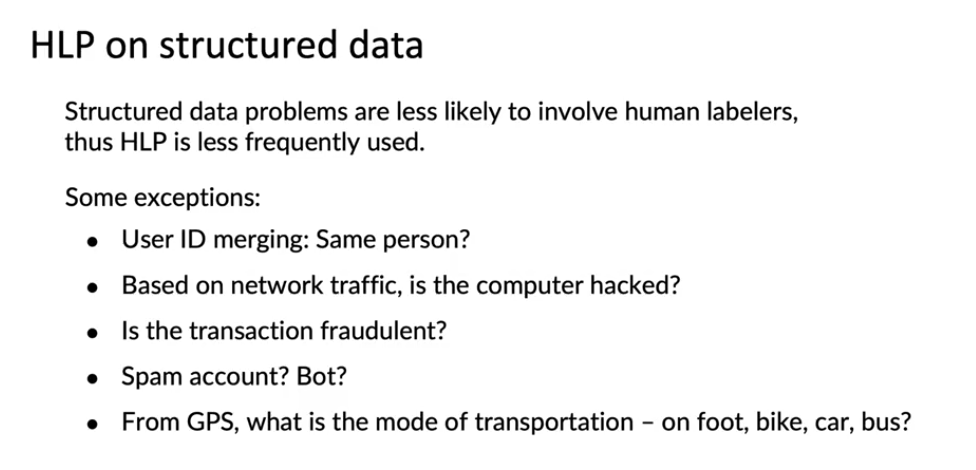 HLP on structured data
Structured data problems are less likely to involve human labelers,
thus HLP is less frequently used.
Some exceptions:
● User ID merging: Same person?
● Based on network traffic, is the computer hacked?
● Is the transaction fraudulent?
● Spam account? Bot?
● From GPS, what is the mode of transportation – on foot, bike, car, bus?